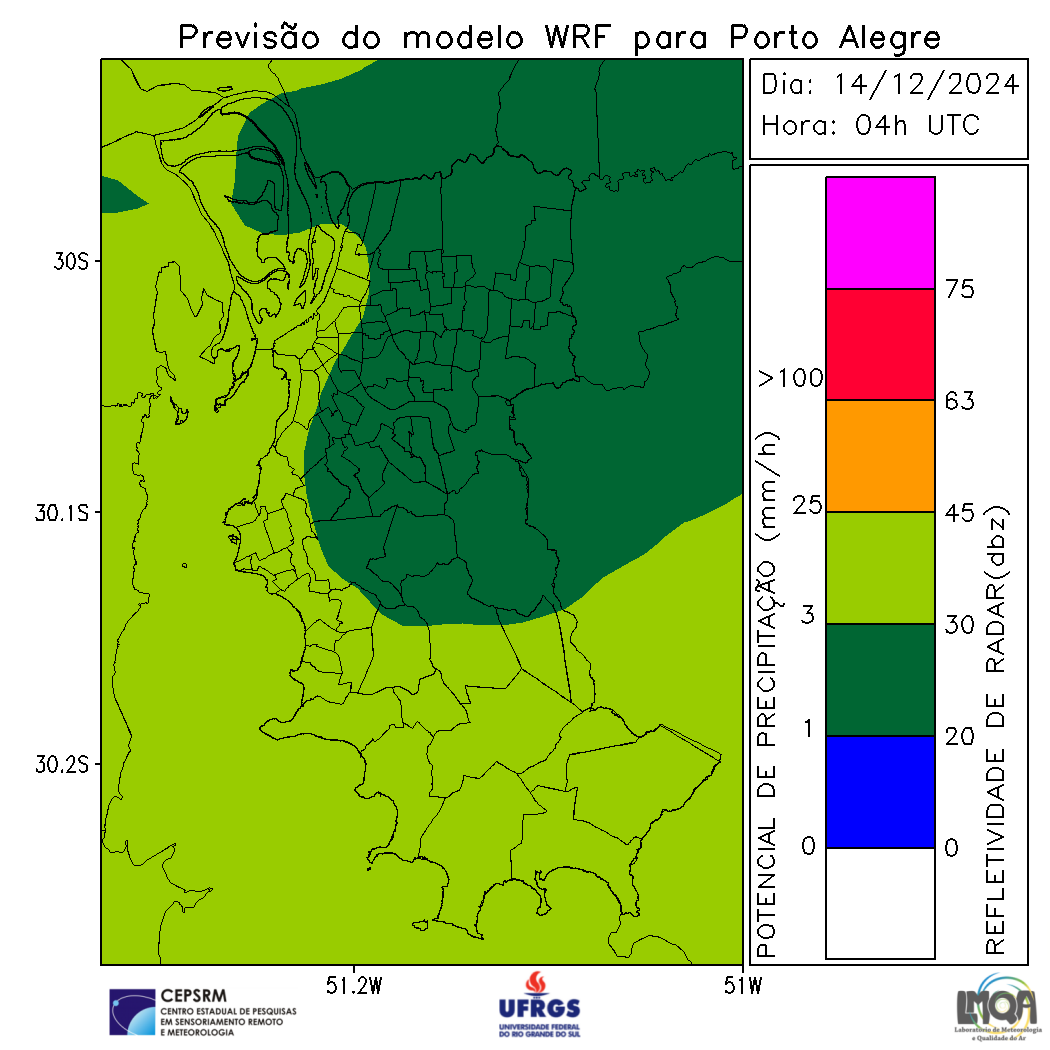 Previsão do modelo WRF para Porto Alegre
Dia: 14/12/2024
Hora: 04h UTC
30S
30.1S
30.2S
51.2W
51W
POTENCIAL DE PRECIPITAÇÃO (mm/h)
>100
25
3
1
0
75
63
45
30
20
0
REFLETIVIDADE DE RADAR(dbz)
CEPSRM
CENTRO ESTADUAL DE PESQUISAS
EM SENSORIAMENTO REMOTO
E METEOROLOGIA
UFRGS
UNIVERSIDADE FEDERAL
DO RIO GRANDE DO SUL
LMQA
Laboratório de Meteorologia
e Qualidade do Ar